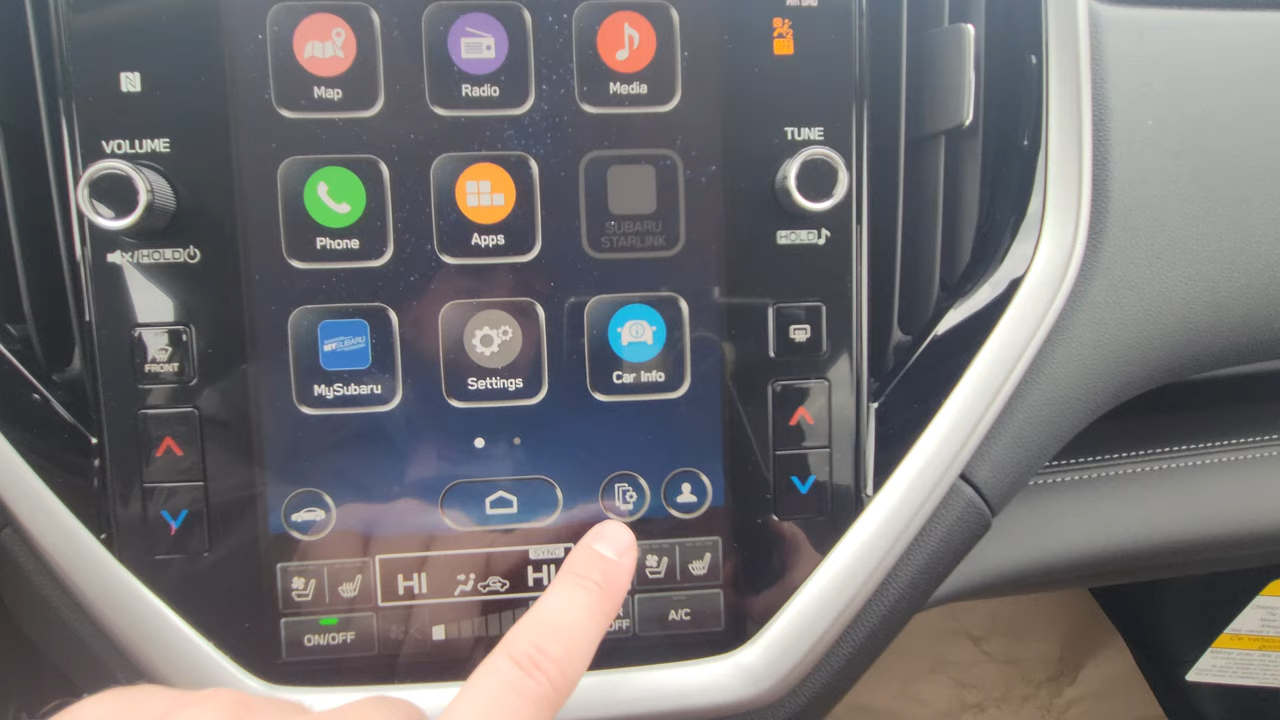 Map
Radio
Media
VOLUME
TUNE
Phone
Apps
SUBARU
STARLINK
/HOLD
HOLD
FRONT
MYSUBARU
MySubaru
Settings
Car Info
SYNC
HI
HI
ON/OFF
A/C